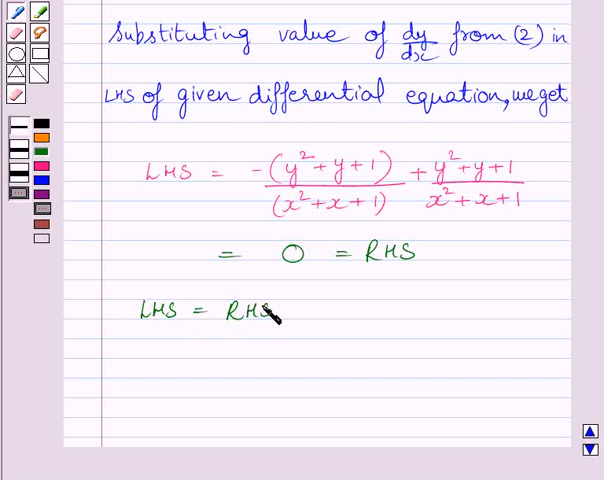 Substituting value of dy/dx from (2) in
LHS of given differential equation, we get
LHS = -(y² + y + 1)/(x² + x + 1) + y² + y + 1/x² + x + 1
= 0 = RHS
LHS = RHS